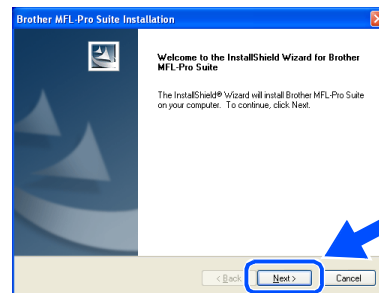 Brother MFL-Pro Suite Installation
Welcome to the InstallShield Wizard for Brother
MFL-Pro Suite
The InstallShield® Wizard will install Brother MFL-Pro Suite
on your computer. To continue, click Next.
< Back
Next >
Cancel